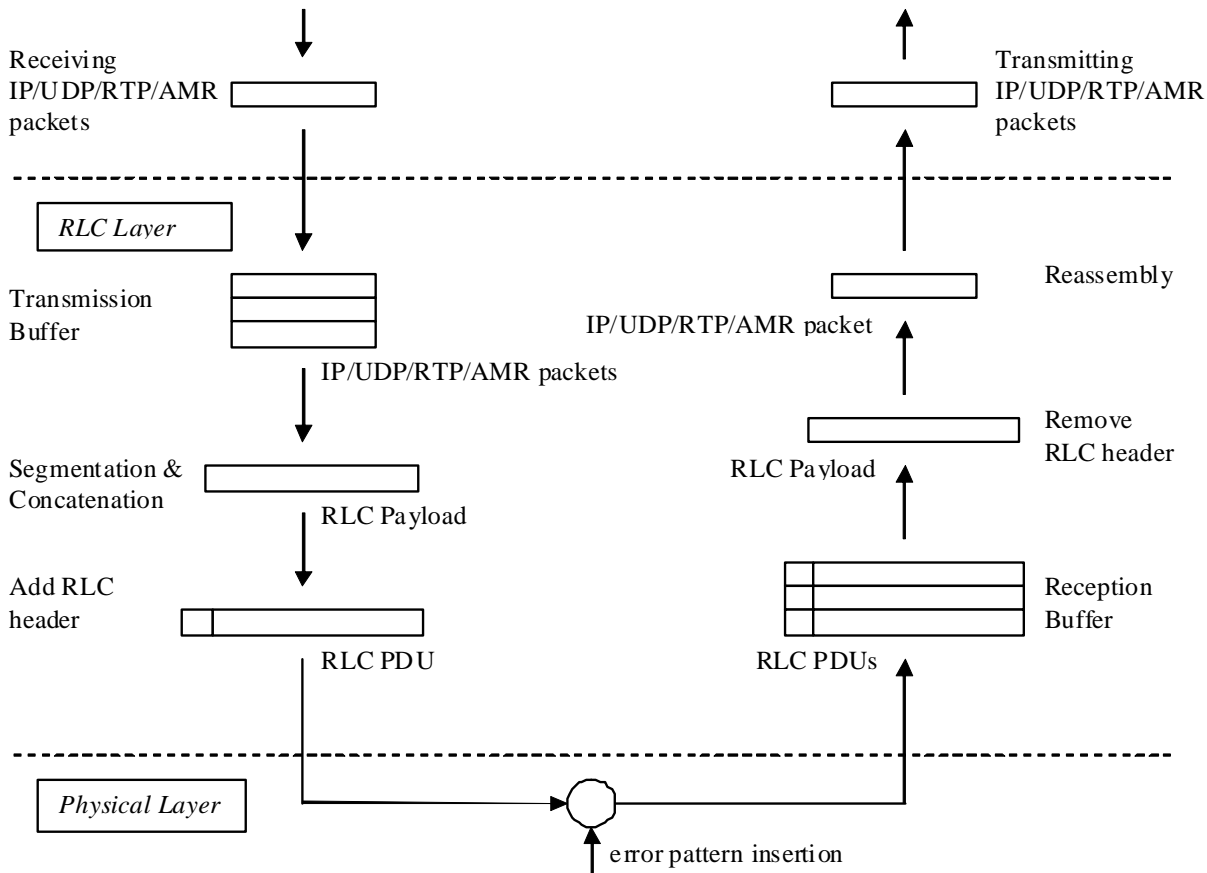 Receiving
IP/UDP/RTP/AMR
packets
Transmitting
IP/UDP/RTP/AMR
packets
RLC Layer
Transmission
Buffer
IP/UDP/RTP/AMR packets
Reassembly
IP/UDP/RTP/AMR packet
Segmentation &
Concatenation
RLC Payload
Remove
RLC header
RLC Payload
Add RLC
header
RLC PDU
Reception
Buffer
RLC PDUs
Physical Layer
error pattern insertion